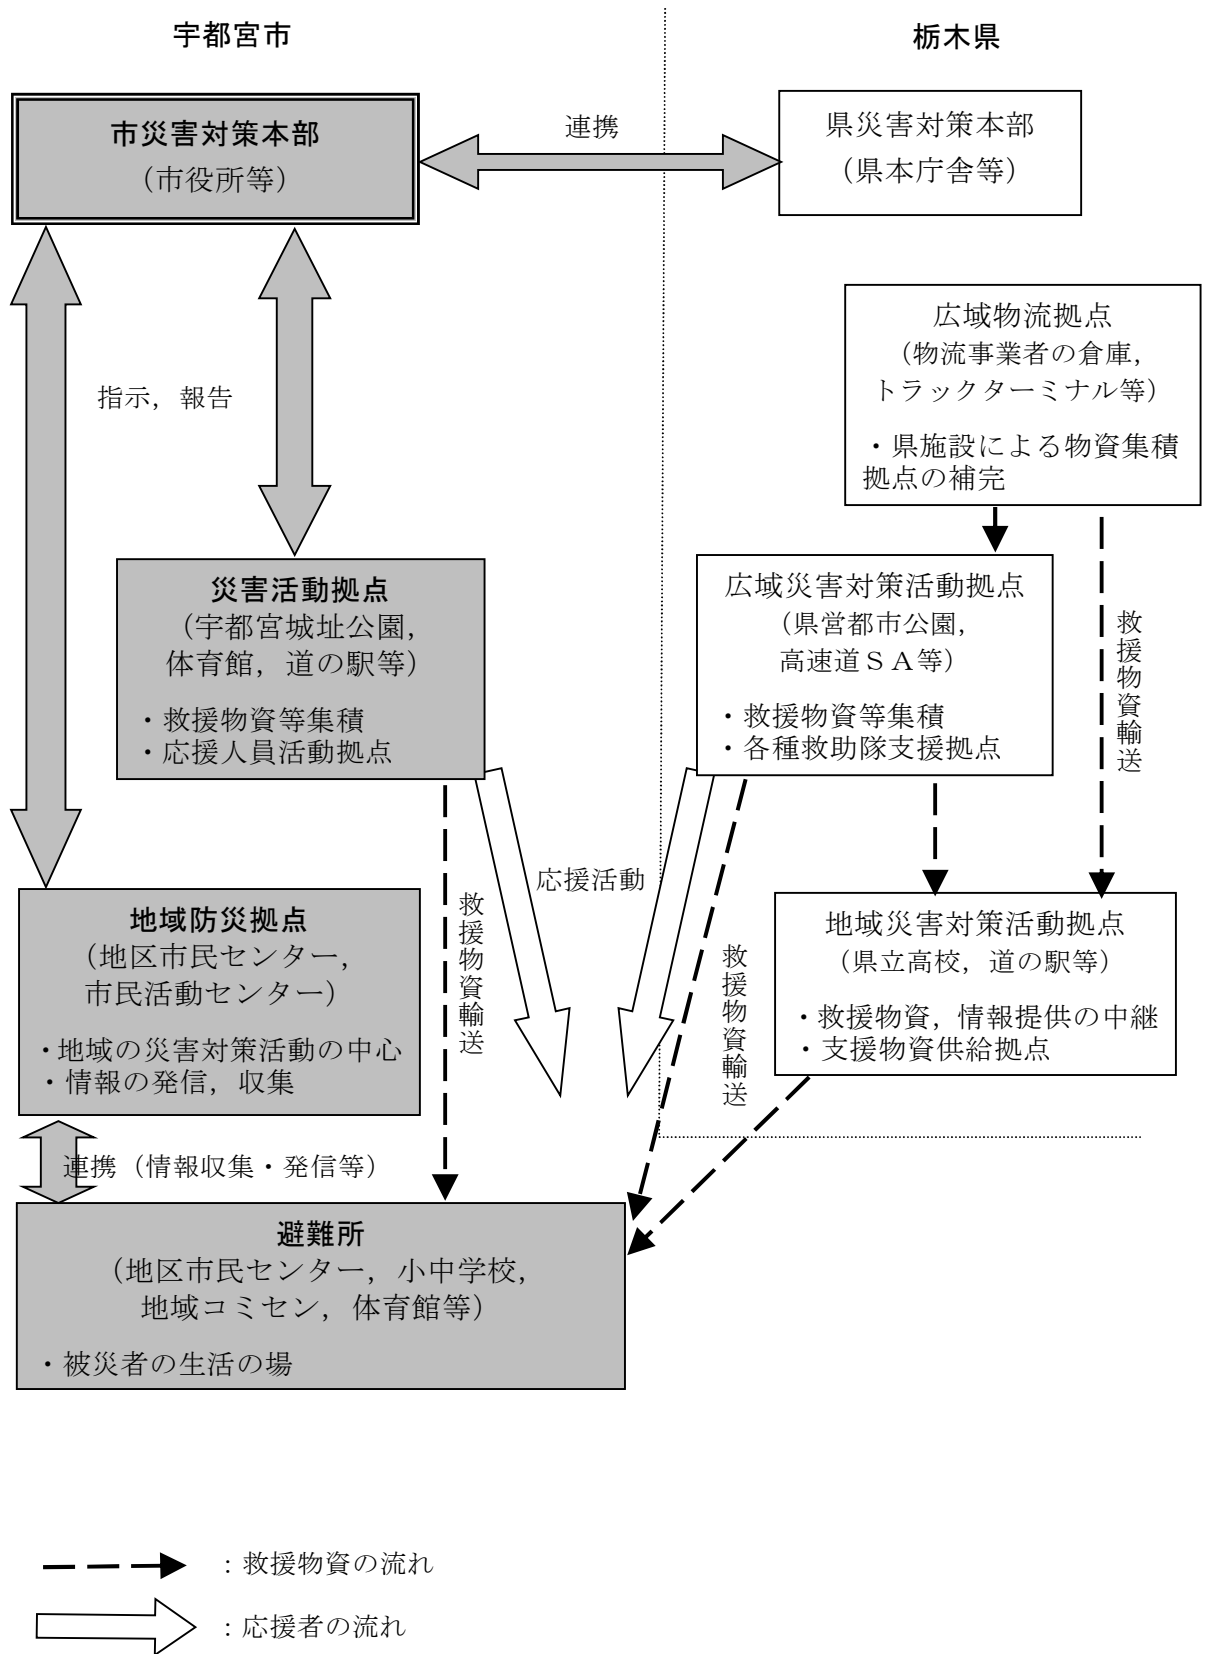 宇都宮市
栃木県
市災害対策本部
（市役所等）
連携
県災害対策本部
（県本庁舎等）
広域物流拠点
（物流事業者の倉庫，
トラックターミナル等）
・県施設による物資集積
拠点の補完
指示，報告
災害活動拠点
（宇都宮城址公園，
体育館，道の駅等）
・救援物資等集積
・応援人員活動拠点
広域災害対策活動拠点
（県営都市公園，
高速道ＳＡ等）
・救援物資等集積
・各種救助隊支援拠点
救援物資輸送
応援活動
地域防災拠点
（地区市民センター，
市民活動センター）
・地域の災害対策活動の中心
・情報の発信，収集
救援物資輸送
救援物資輸送
地域災害対策活動拠点
（県立高校，道の駅等）
・救援物資，情報提供の中継
・支援物資供給拠点
連携（情報収集・発信等）
避難所
（地区市民センター，小中学校，
地域コミセン，体育館等）
・被災者の生活の場
：救援物資の流れ
：応援者の流れ